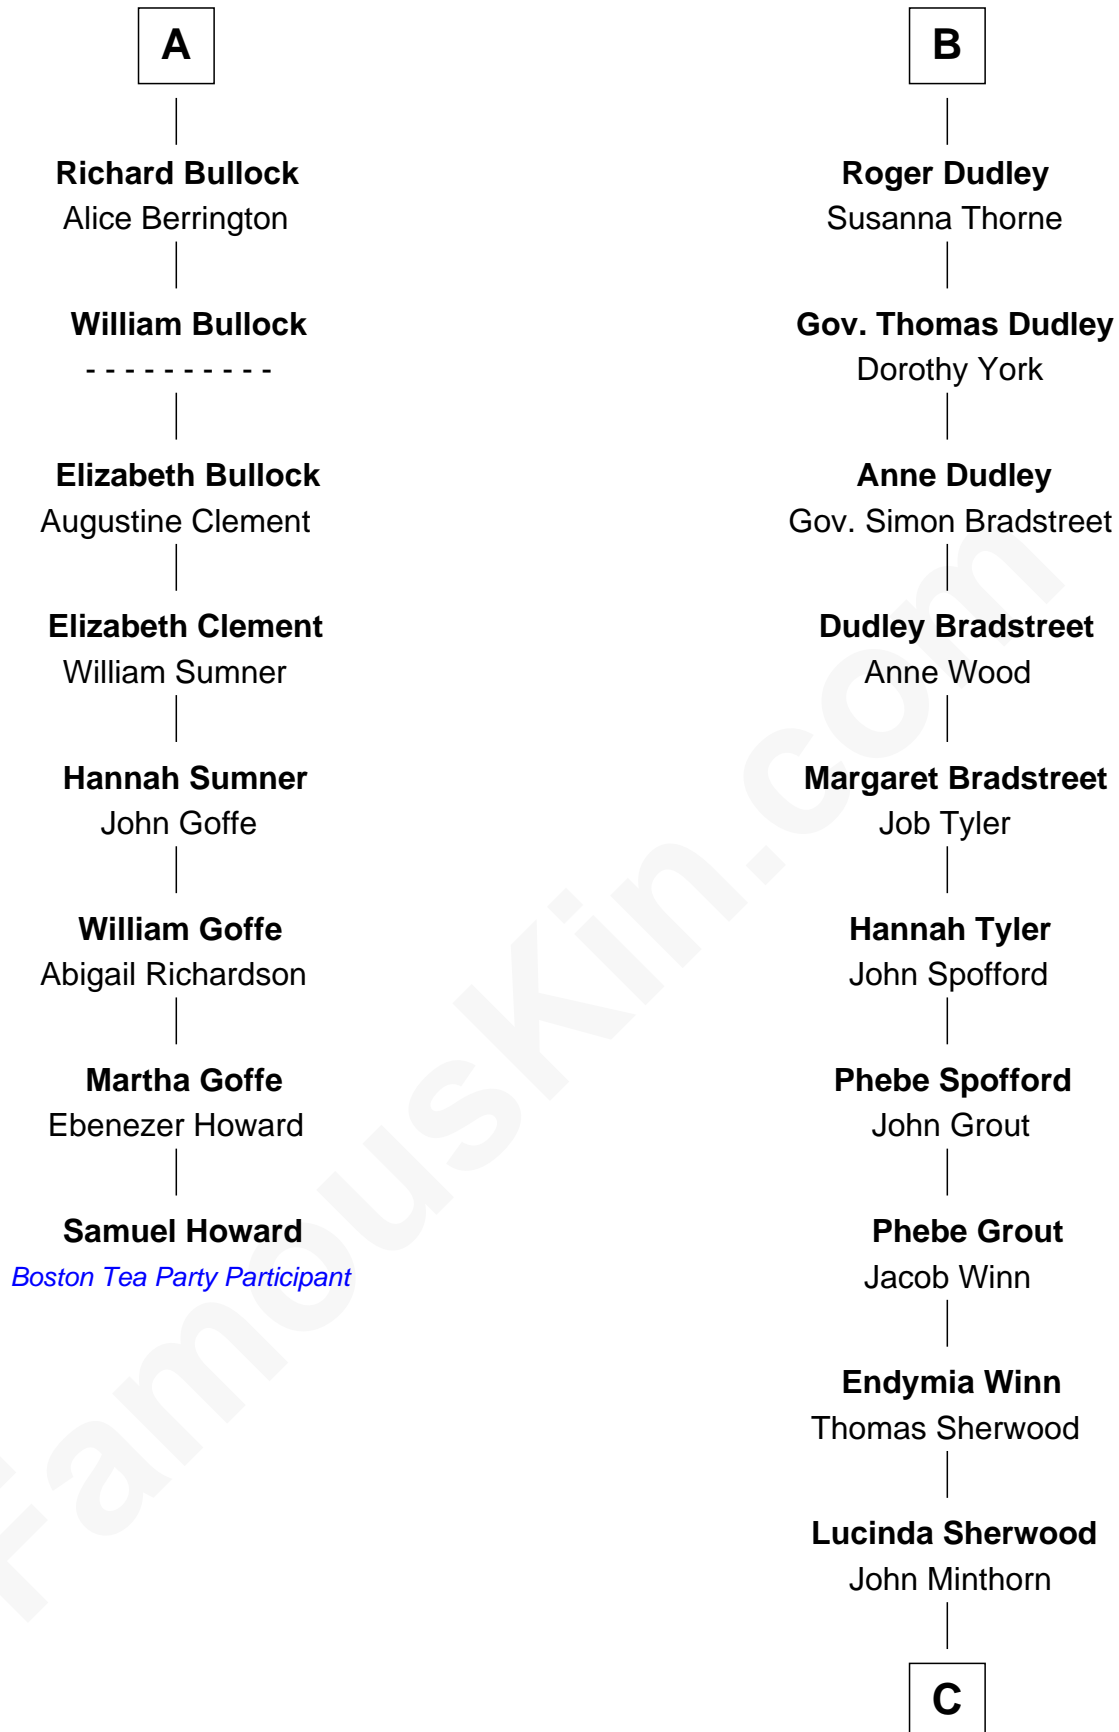 A
Richard Bullock
Alice Berrington
William Bullock
- - - - - - - - - -
Elizabeth Bullock
Augustine Clement
Elizabeth Clement
William Sumner
Hannah Sumner
John Goffe
William Goffe
Abigail Richardson
Martha Goffe
Ebenezer Howard
Samuel Howard
Boston Tea Party Participant
B
Roger Dudley
Susanna Thorne
Gov. Thomas Dudley
Dorothy York
Anne Dudley
Gov. Simon Bradstreet
Dudley Bradstreet
Anne Wood
Margaret Bradstreet
Job Tyler
Hannah Tyler
John Spofford
Phebe Spofford
John Grout
Phebe Grout
Jacob Winn
Endymia Winn
Thomas Sherwood
Lucinda Sherwood
John Minthorn
C
FamousKin.com